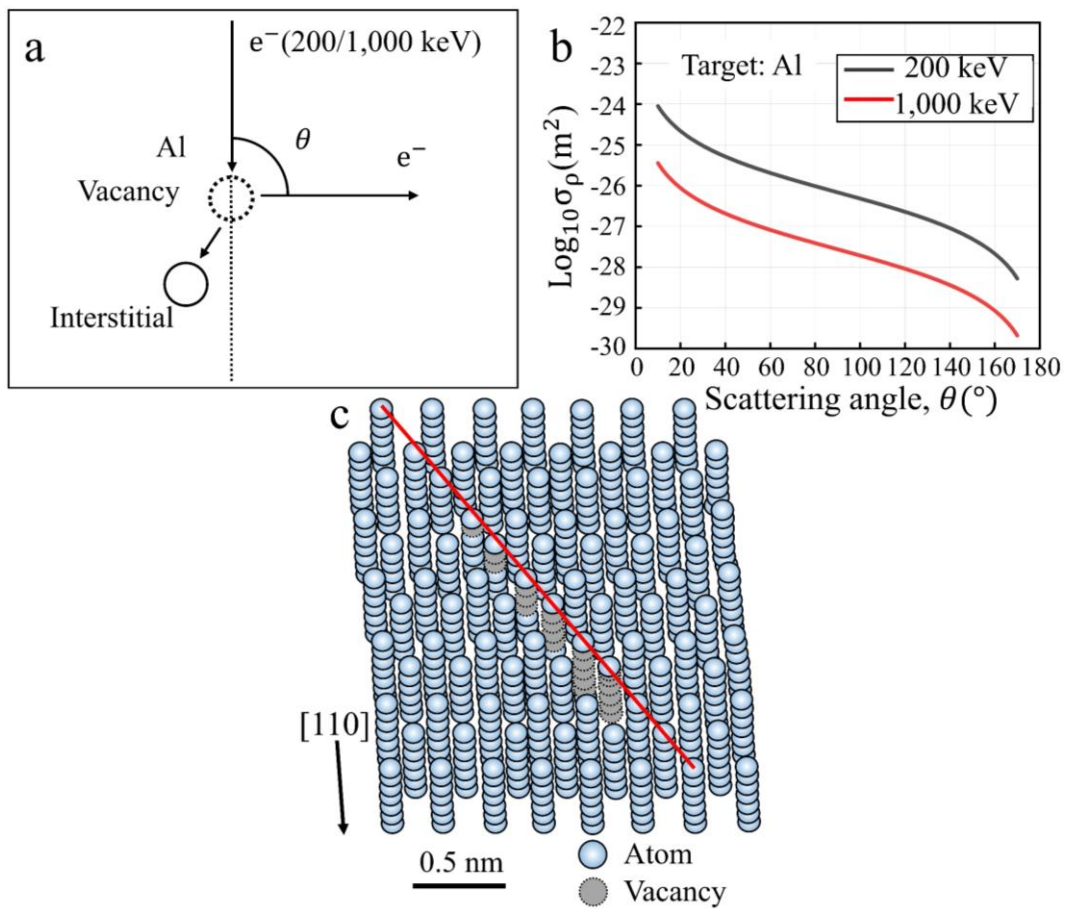 a
e⁻(200/1,000 keV)
θ
e⁻
Al
Vacancy
Interstitial
b
Target: Al
200 keV
1,000 keV
Log₁₀σᵨ(m²)
-22
-23
-24
-25
-26
-27
-28
-29
-30
0 20 40 60 80 100 120 140 160 180
Scattering angle, θ(°)
c
[110]
0.5 nm
Atom
Vacancy